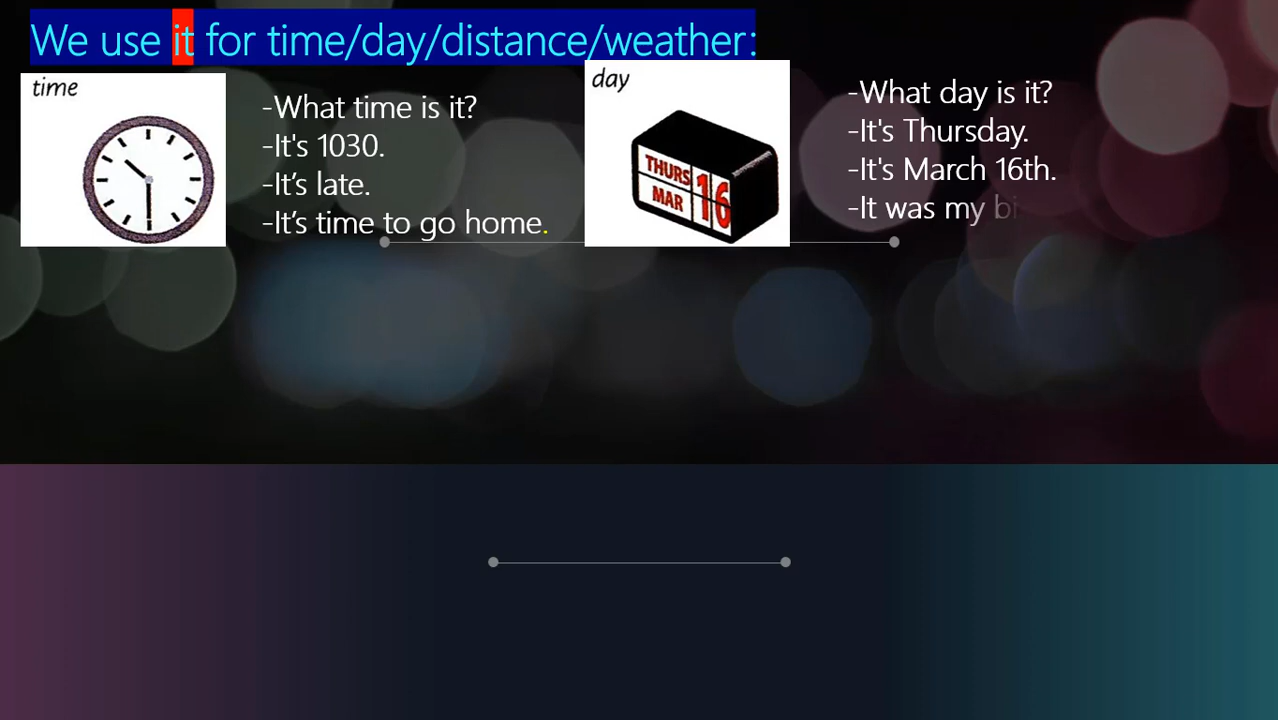 We use it for time/day/distance/weather:
time
-What time is it?
-It's 1030.
-It’s late.
-It’s time to go home.
day
THURS
MAR
16
-What day is it?
-It's Thursday.
-It's March 16th.
-It was my